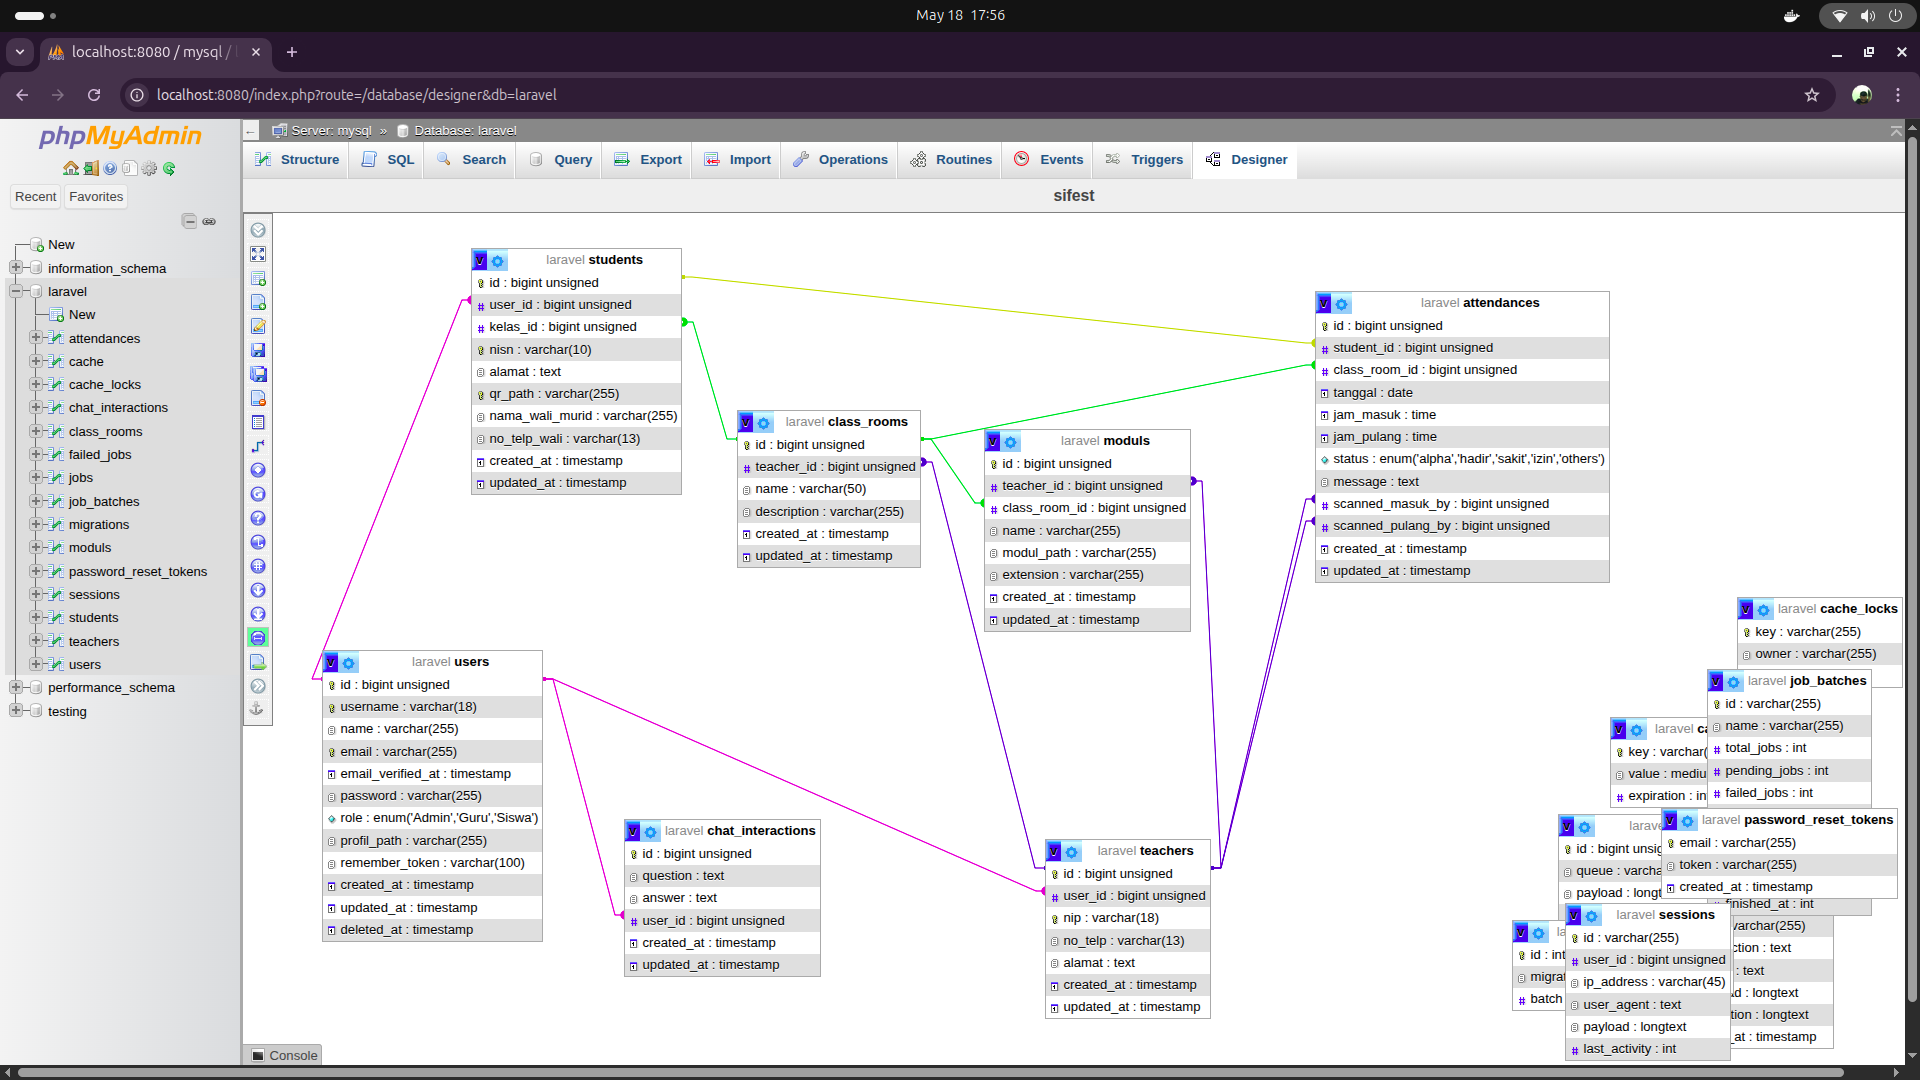 May 18 17:56
localhost:8080 / mysql /
localhost:8080/index.php?route=/database/designer&db=laravel
phpMyAdmin
Recent
Favorites
New
information_schema
laravel
New
attendances
cache
cache_locks
chat_interactions
class_rooms
failed_jobs
jobs
job_batches
migrations
moduls
password_reset_tokens
sessions
students
teachers
users
performance_schema
testing
Server: mysql » Database: laravel
Structure
SQL
Search
Query
Export
Import
Operations
Routines
Events
Triggers
Designer
sifest
laravel students
id : bigint unsigned
user_id : bigint unsigned
kelas_id : bigint unsigned
nisn : varchar(10)
alamat : text
qr_path : varchar(255)
nama_wali_murid : varchar(255)
no_telp_wali : varchar(13)
created_at : timestamp
updated_at : timestamp
laravel class_rooms
id : bigint unsigned
teacher_id : bigint unsigned
name : varchar(50)
description : varchar(255)
created_at : timestamp
updated_at : timestamp
laravel moduls
id : bigint unsigned
teacher_id : bigint unsigned
class_room_id : bigint unsigned
name : varchar(255)
modul_path : varchar(255)
extension : varchar(255)
created_at : timestamp
updated_at : timestamp
laravel attendances
id : bigint unsigned
student_id : bigint unsigned
class_room_id : bigint unsigned
tanggal : date
jam_masuk : time
jam_pulang : time
status : enum('alpha','hadir','sakit','izin','others')
message : text
scanned_masuk_by : bigint unsigned
scanned_pulang_by : bigint unsigned
created_at : timestamp
updated_at : timestamp
laravel users
id : bigint unsigned
username : varchar(18)
name : varchar(255)
email : varchar(255)
email_verified_at : timestamp
password : varchar(255)
role : enum('Admin','Guru','Siswa')
profil_path : varchar(255)
remember_token : varchar(100)
created_at : timestamp
updated_at : timestamp
deleted_at : timestamp
laravel chat_interactions
id : bigint unsigned
question : text
answer : text
user_id : bigint unsigned
created_at : timestamp
updated_at : timestamp
laravel teachers
id : bigint unsigned
user_id : bigint unsigned
nip : varchar(18)
no_telp : varchar(13)
alamat : text
created_at : timestamp
updated_at : timestamp
laravel cache_locks
key : varchar(255)
owner : varchar(255)
laravel job_batches
id : varchar(255)
name : varchar(255)
total_jobs : int
pending_jobs : int
failed_jobs : int
finished_at : int
laravel ca
key : varchar(
value : mediu
expiration : in
larav
id : bigint unsig
queue : varcha
payload : longt
laravel password_reset_tokens
email : varchar(255)
token : varchar(255)
created_at : timestamp
la
id : int
migra
batch
laravel sessions
id : varchar(255)
user_id : bigint unsigned
ip_address : varchar(45)
user_agent : text
payload : longtext
last_activity : int
varchar(255)
ction : text
: text
d : longtext
tion : longtext
_at : timestamp
Console